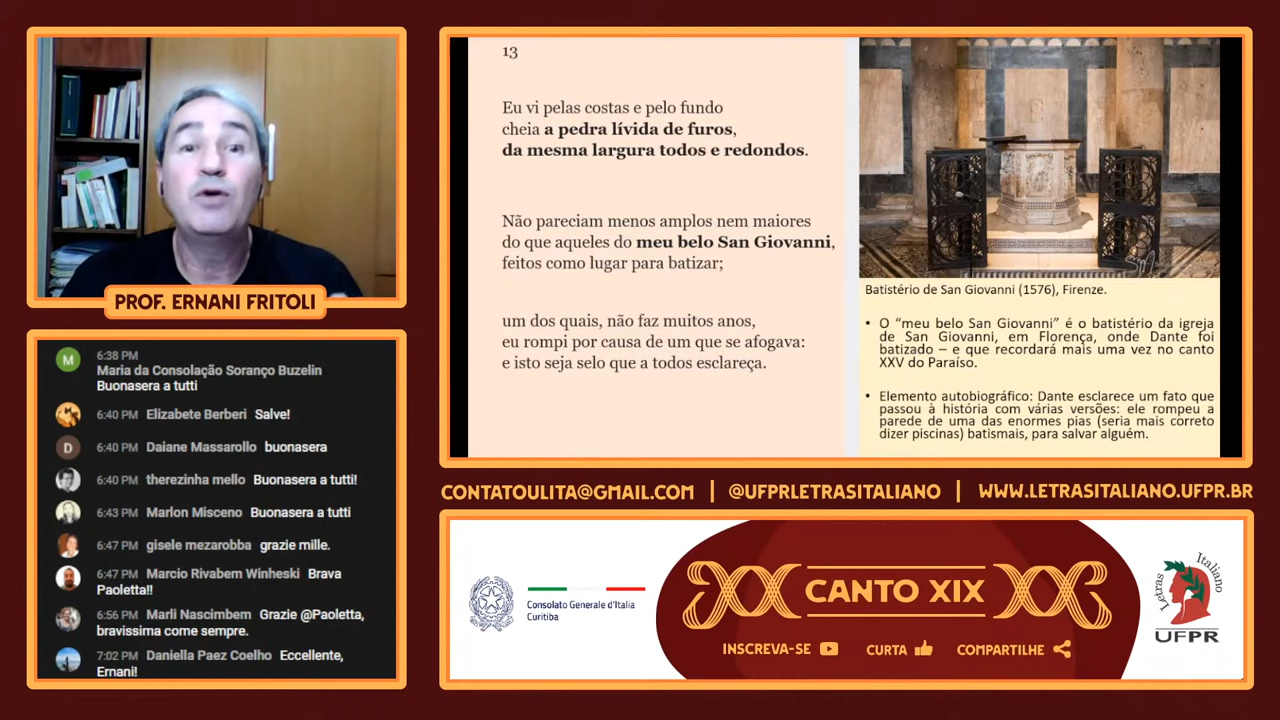 PROF. ERNANI FRITOLI
6:38 PM
Maria da Consolação Soranço Buzelin
Buonasera a tutti
6:40 PM Elizabete Berberi Salve!
D
6:40 PM Daiane Massarollo buonasera
6:40 PM therezinha mello Buonasera a tutti!
6:43 PM Marlon Misceno Buonasera a tutti
6:47 PM gisele mezarobba grazie mille.
6:47 PM Marcio Rivabem Winheski Brava
Paoletta!!
6:56 PM Marli Nascimbem Grazie @Paoletta,
bravissima come sempre.
7:02 PM Daniella Paez Coelho Eccellente,
Ernani!
M
13
Eu vi pelas costas e pelo fundo
cheia a pedra lívida de furos,
da mesma largura todos e redondos.
Não pareciam menos amplos nem maiores
do que aqueles do meu belo San Giovanni,
feitos como lugar para batizar;
um dos quais, não faz muitos anos,
eu rompi por causa de um que se afogava:
e isto seja selo que a todos esclareça.
Batistério de San Giovanni (1576), Firenze.
• O “meu belo San Giovanni” é o batistério da igreja
de San Giovanni, em Florença, onde Dante foi
batizado – e que recordará mais uma vez no canto
XXV do Paraíso.
• Elemento autobiográfico: Dante esclarece um fato que
passou à história com várias versões: ele rompeu a
parede de uma das enormes pias (seria mais correto
dizer piscinas) batismais, para salvar alguém.
CONTATOULITA@GMAIL.COM | @UFPRLETRASITALIANO | WWW.LETRASITALIANO.UFPR.BR
Consolato Generale d'Italia
Curitiba
CANTO XIX
INSCREVA-SE CURTA COMPARTILHE
Letras Italiano
UFPR